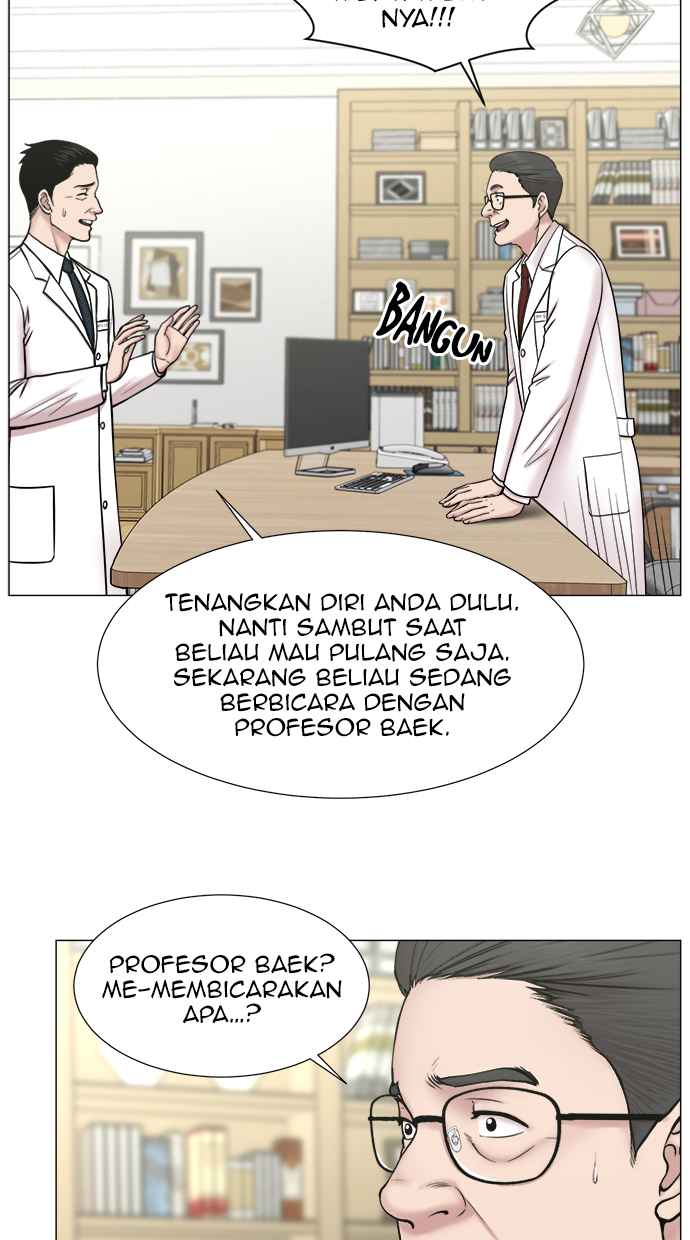 NYA!!!
BANGUN
TENANGKAN DIRI ANDA DULU.
NANTI SAMBUT SAAT
BELIAU MAU PULANG SAJA.
SEKARANG BELIAU SEDANG
BERBICARA DENGAN
PROFESOR BAEK.
PROFESOR BAEK?
ME-MEMBICARAKAN
APA...?